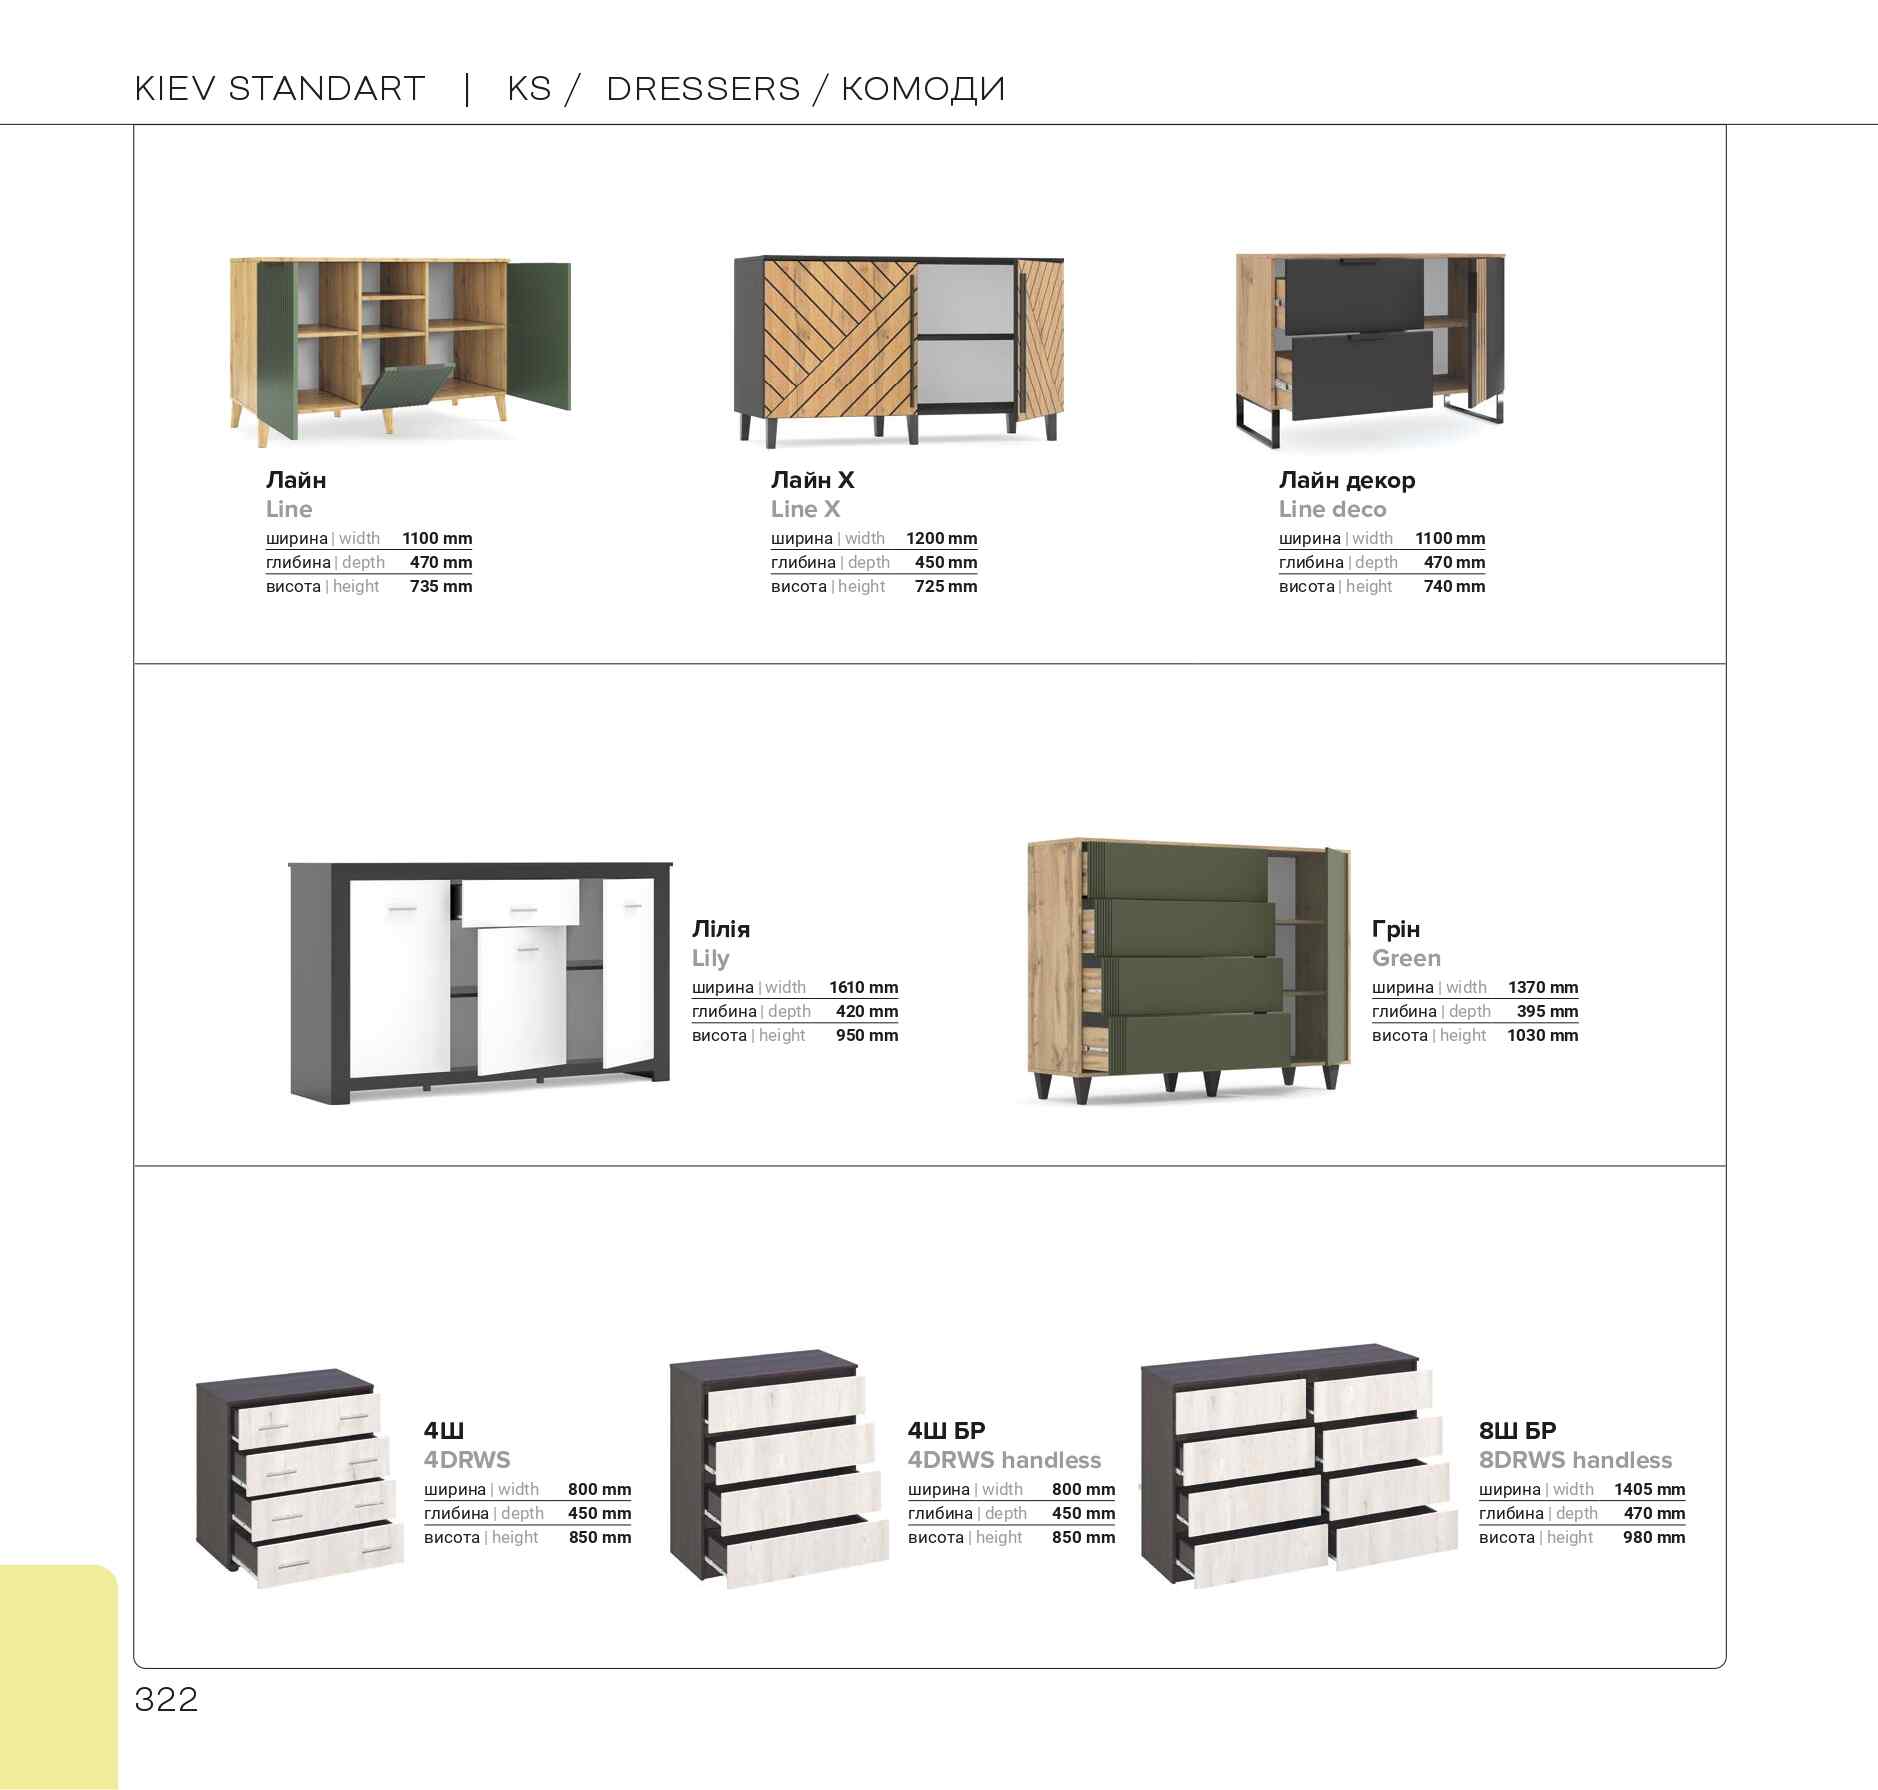 KIEV STANDART | KS / DRESSERS / КОМОДИ
Лайн
Line
ширина | width 1100 mm
глибина | depth 470 mm
висота | height 735 mm
Лайн X
Line X
ширина | width 1200 mm
глибина | depth 450 mm
висота | height 725 mm
Лайн декор
Line deco
ширина | width 1100 mm
глибина | depth 470 mm
висота | height 740 mm
Лілія
Lily
ширина | width 1610 mm
глибина | depth 420 mm
висота | height 950 mm
Грін
Green
ширина | width 1370 mm
глибина | depth 395 mm
висота | height 1030 mm
4Ш
4DRWS
ширина | width 800 mm
глибина | depth 450 mm
висота | height 850 mm
4Ш БР
4DRWS handless
ширина | width 800 mm
глибина | depth 450 mm
висота | height 850 mm
8Ш БР
8DRWS handless
ширина | width 1405 mm
глибина | depth 470 mm
висота | height 980 mm
322